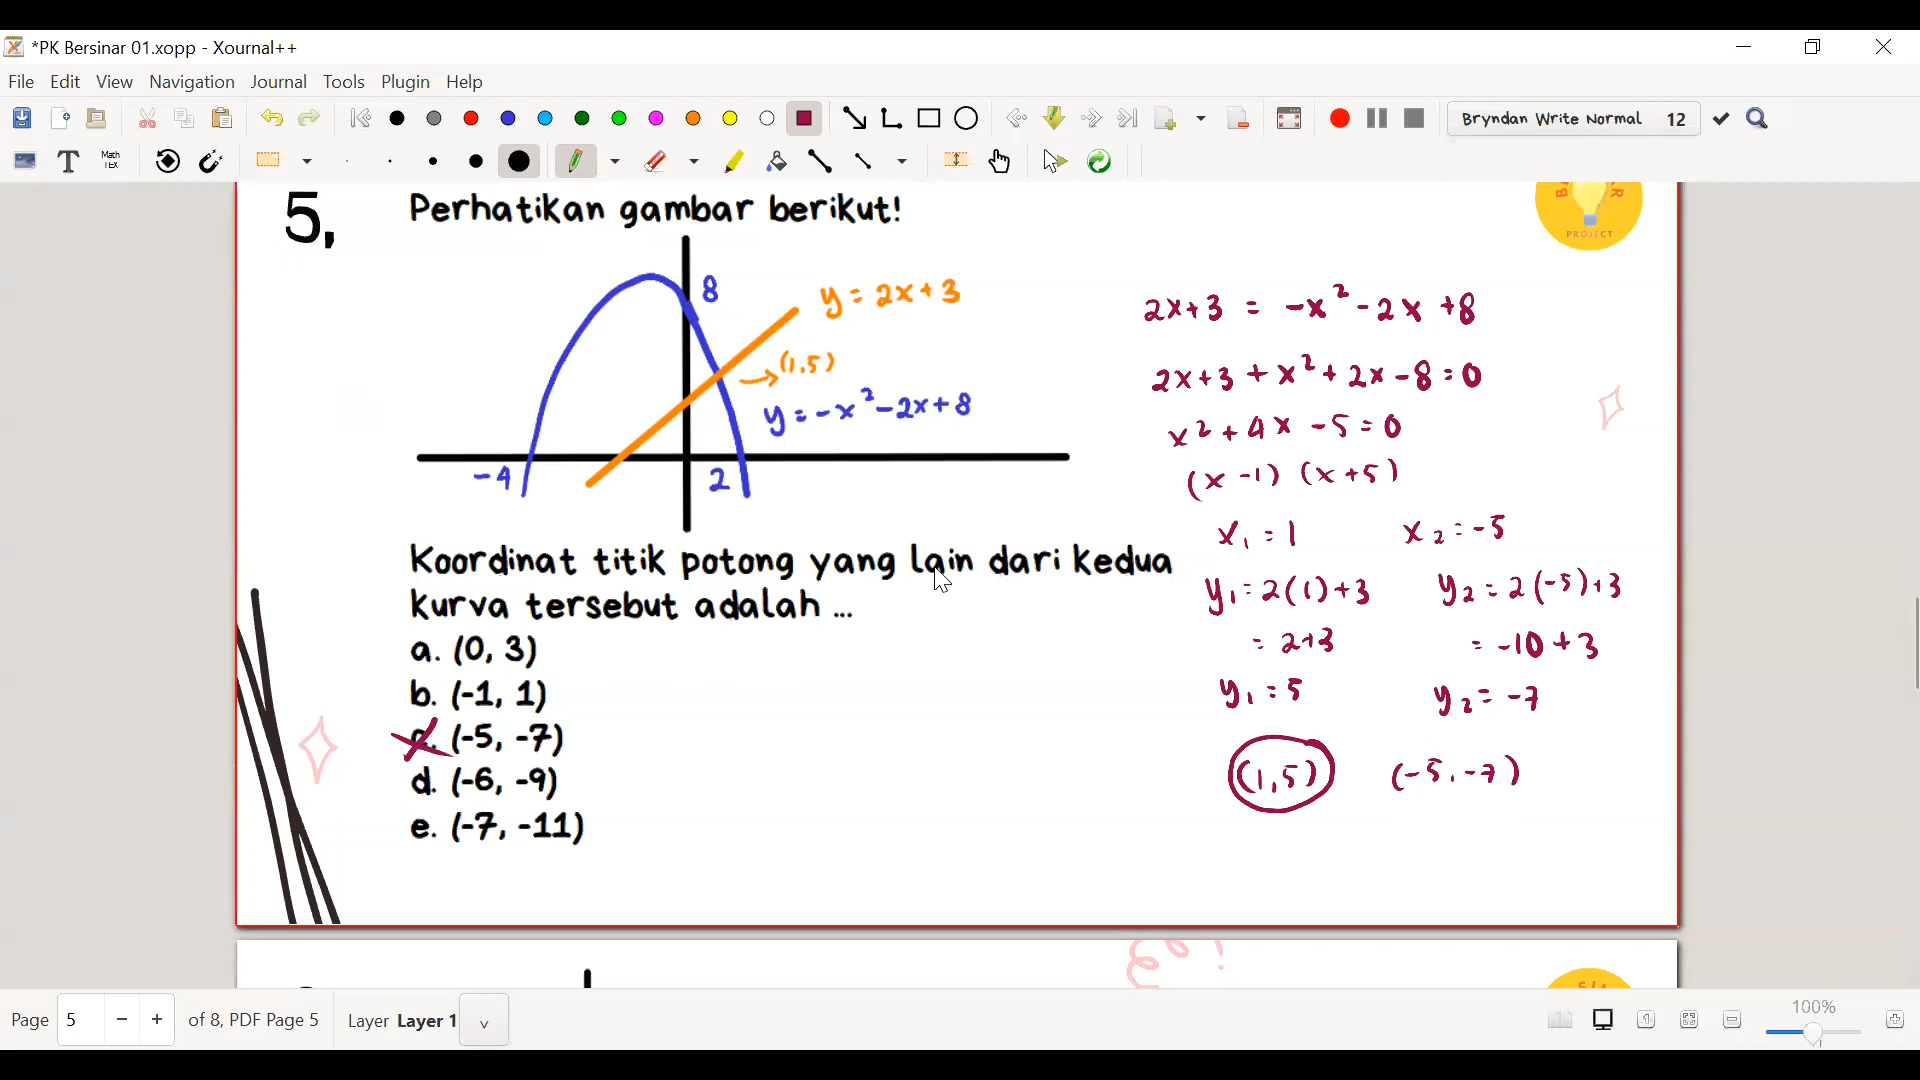 *PK Bersinar 01.xopp - Xournal++
File Edit View Navigation Journal Tools Plugin Help
Bryndan Write Normal 12
T Math TEX
5,
Perhatikan gambar berikut!
PROJECT
8
y = 2x + 3
(1,5)
y = -x² - 2x + 8
-4
2
Koordinat titik potong yang lain dari kedua
kurva tersebut adalah ...
a. (0, 3)
b. (-1, 1)
c. (-5, -7)
d. (-6, -9)
e. (-7, -11)
2x+3 = -x² - 2x + 8
2x+3 + x² + 2x - 8 = 0
x² + 4x - 5 = 0
(x - 1) (x + 5)
x₁ = 1 x₂ = -5
y₁ = 2(1) + 3 y₂ = 2(-5) + 3
= 2+3 = -10 + 3
y₁ = 5 y₂ = -7
(1,5) (-5, -7)
Page 5 of 8, PDF Page 5 Layer Layer 1
100%